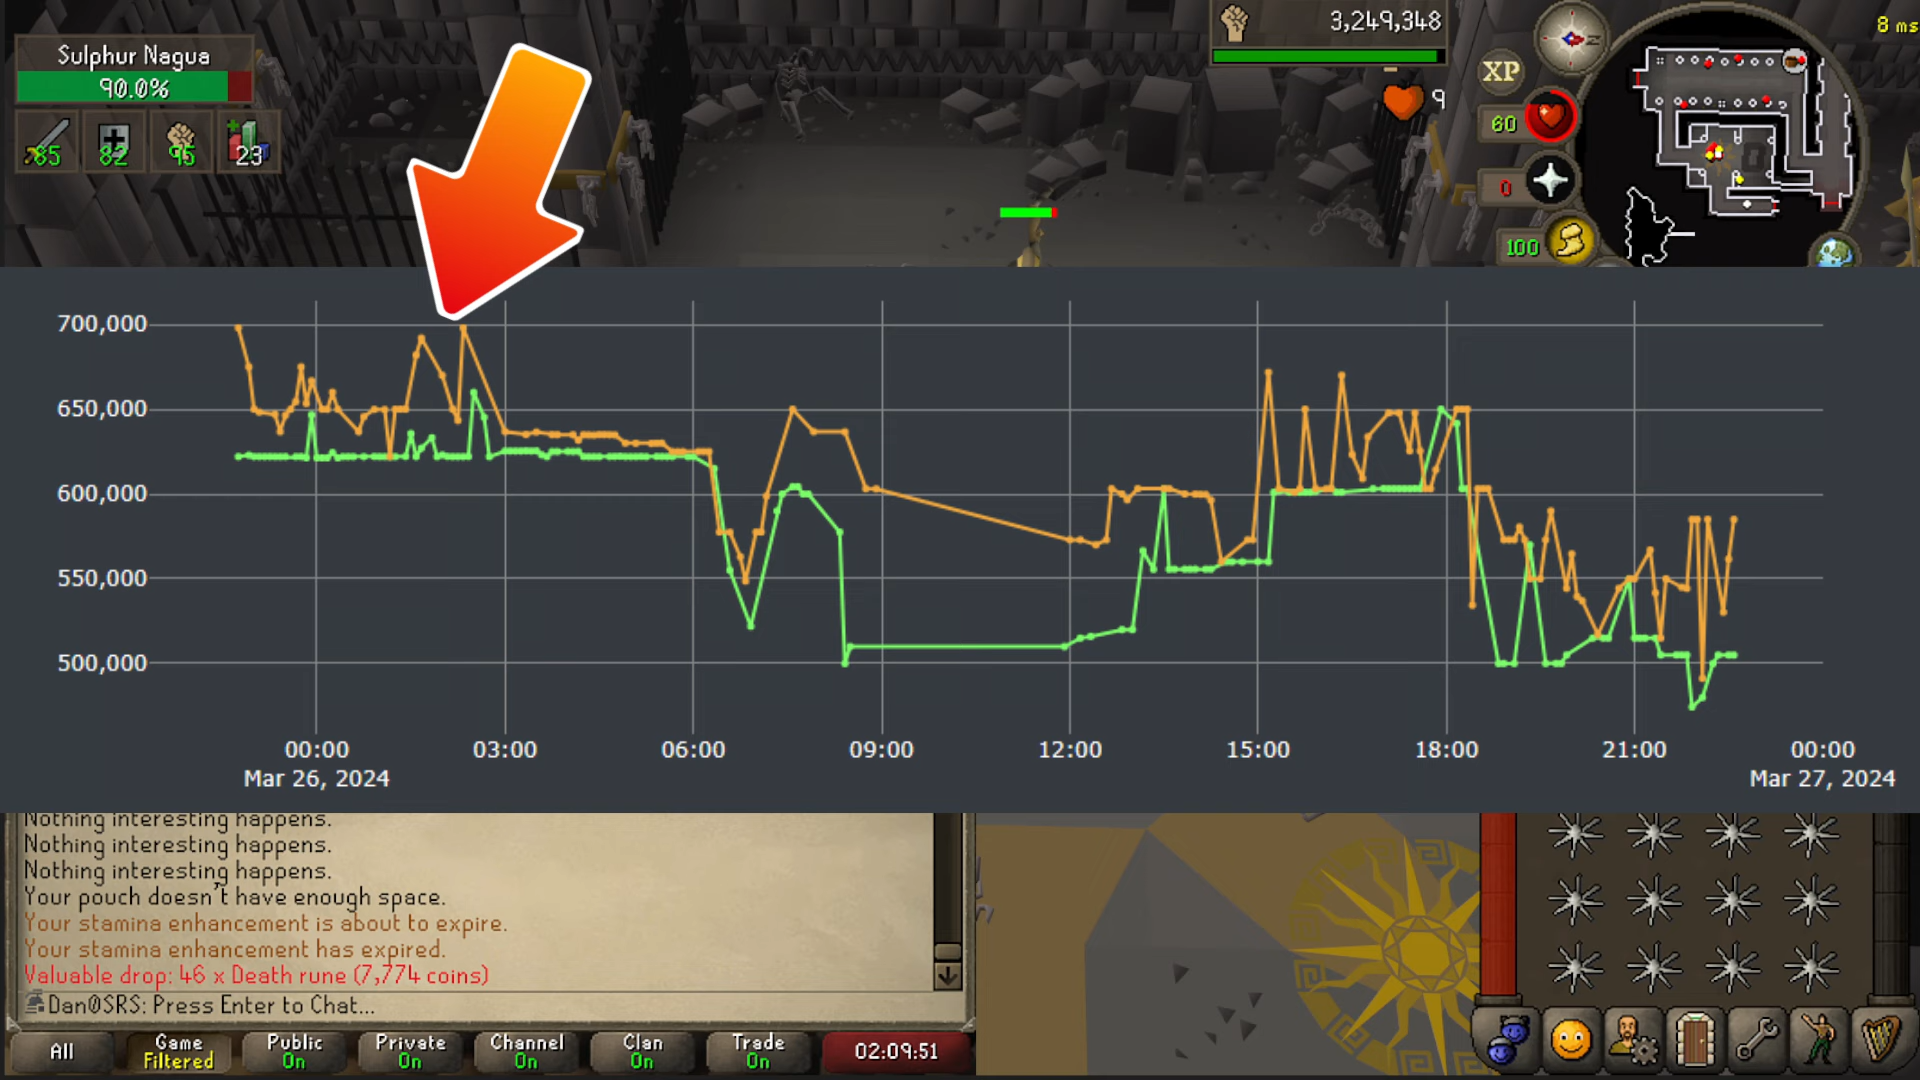 Sulphur Nagua
90.0%
85
82
95
23
3,249,348
9
XP
8 ms
60
0
100
700,000
650,000
600,000
550,000
500,000
00:00
03:00
06:00
09:00
12:00
15:00
18:00
21:00
00:00
Mar 26, 2024
Mar 27, 2024
Nothing interesting happens.
Nothing interesting happens.
Nothing interesting happens.
Your pouch doesn't have enough space.
Your stamina enhancement is about to expire.
Your stamina enhancement has expired.
Valuable drop: 46 x Death rune (7,774 coins)
Dan@SRS: Press Enter to Chat...
All
Game
Filtered
Public
On
Private
On
Channel
On
Clan
On
Trade
On
02:09:51